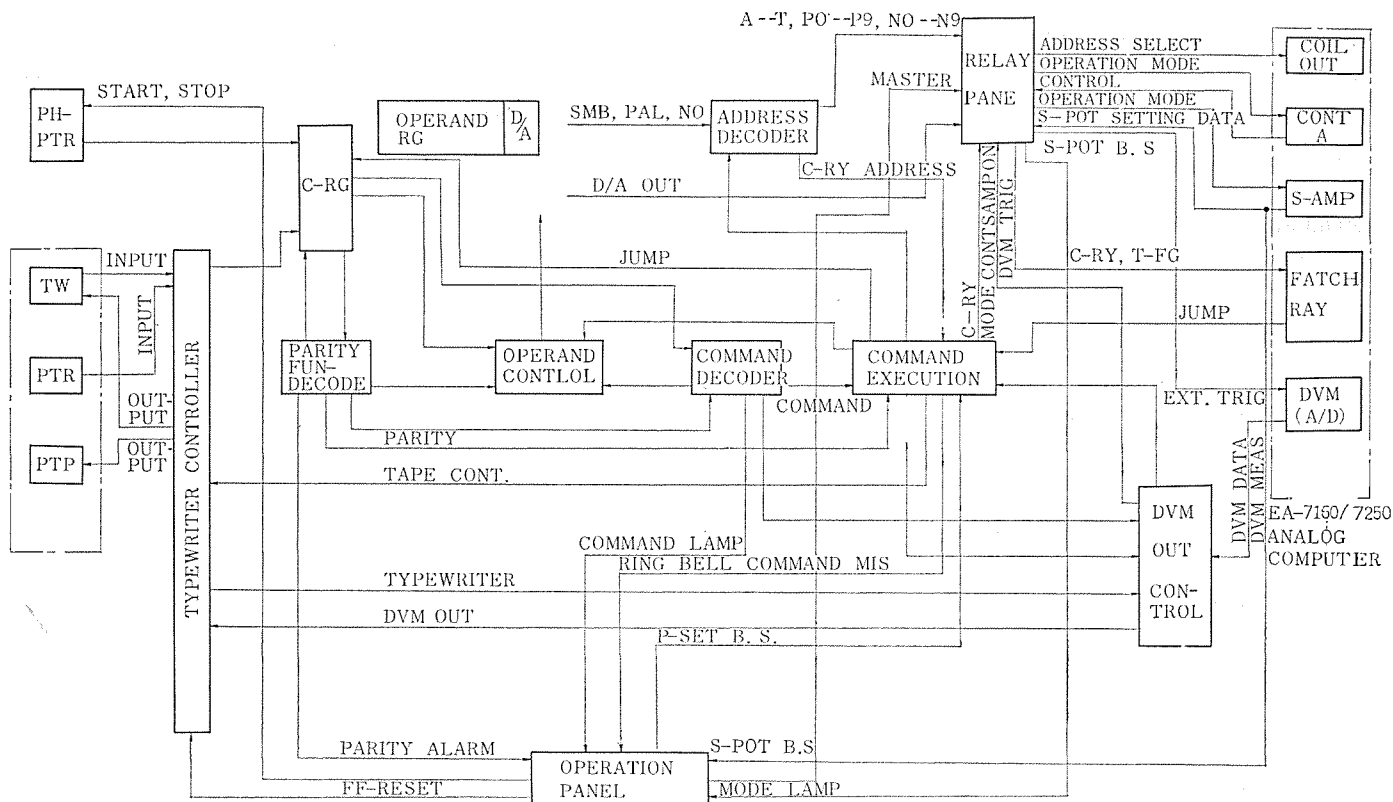 A--T, PO--P9, NO--N9
START, STOP
PH-
PTR
OPERAND
RG
D/A
SMB, PAL, NO
ADDRESS
DECODER
MASTER
RELAY
PANE
ADDRESS SELECT
OPERATION MODE
CONTROL
OPERATION MODE
S-POT SETTING DATA
S-POT B.S
COIL
OUT
CONT
A
S-AMP
C-RG
C-RY ADDRESS
D/A OUT
C-RY
MODE CONTSAMPON
DVM TRIG
C-RY, T-FG
FATCH
RAY
JUMP
INPUT
TW
INPUT
PTR
OUT-
PUT
OUT-
PUT
PTP
TYPEWRITER CONTROLLER
JUMP
PARITY
FUN-
DECODE
OPERAND
CONTLOL
COMMAND
DECODER
COMMAND
EXECUTION
COMMAND
PARITY
TAPE CONT.
EXT. TRIG
DVM
(A/D)
DVM DATA
DVM MEAS
EA-7150/7250
ANALOG
COMPUTER
DVM
OUT
CON-
TROL
COMMAND LAMP
RING BELL COMMAND MIS
TYPEWRITER
DVM OUT
P-SET B.S.
PARITY ALARM
FF-RESET
OPERATION
PANEL
S-POT B.S
MODE LAMP